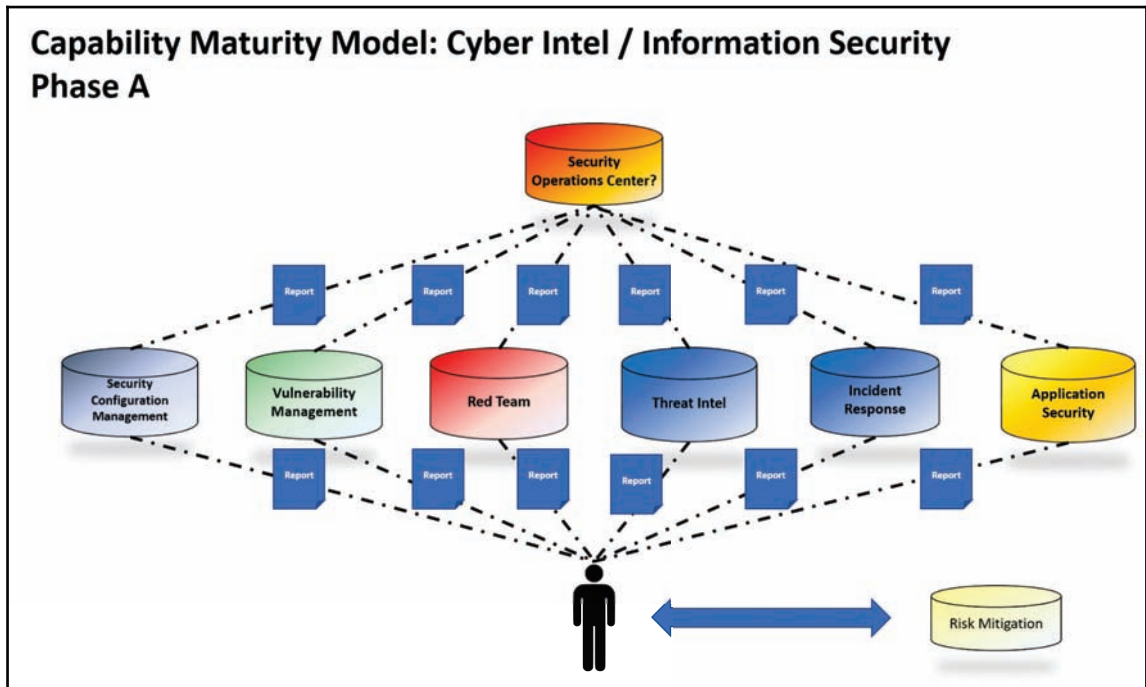 Capability Maturity Model: Cyber Intel / Information Security
Phase A
Security
Operations Center?
Report
Report
Report
Report
Report
Report
Security
Configuration
Management
Vulnerability
Management
Red Team
Threat Intel
Incident
Response
Application
Security
Report
Report
Report
Report
Report
Report
Risk Mitigation